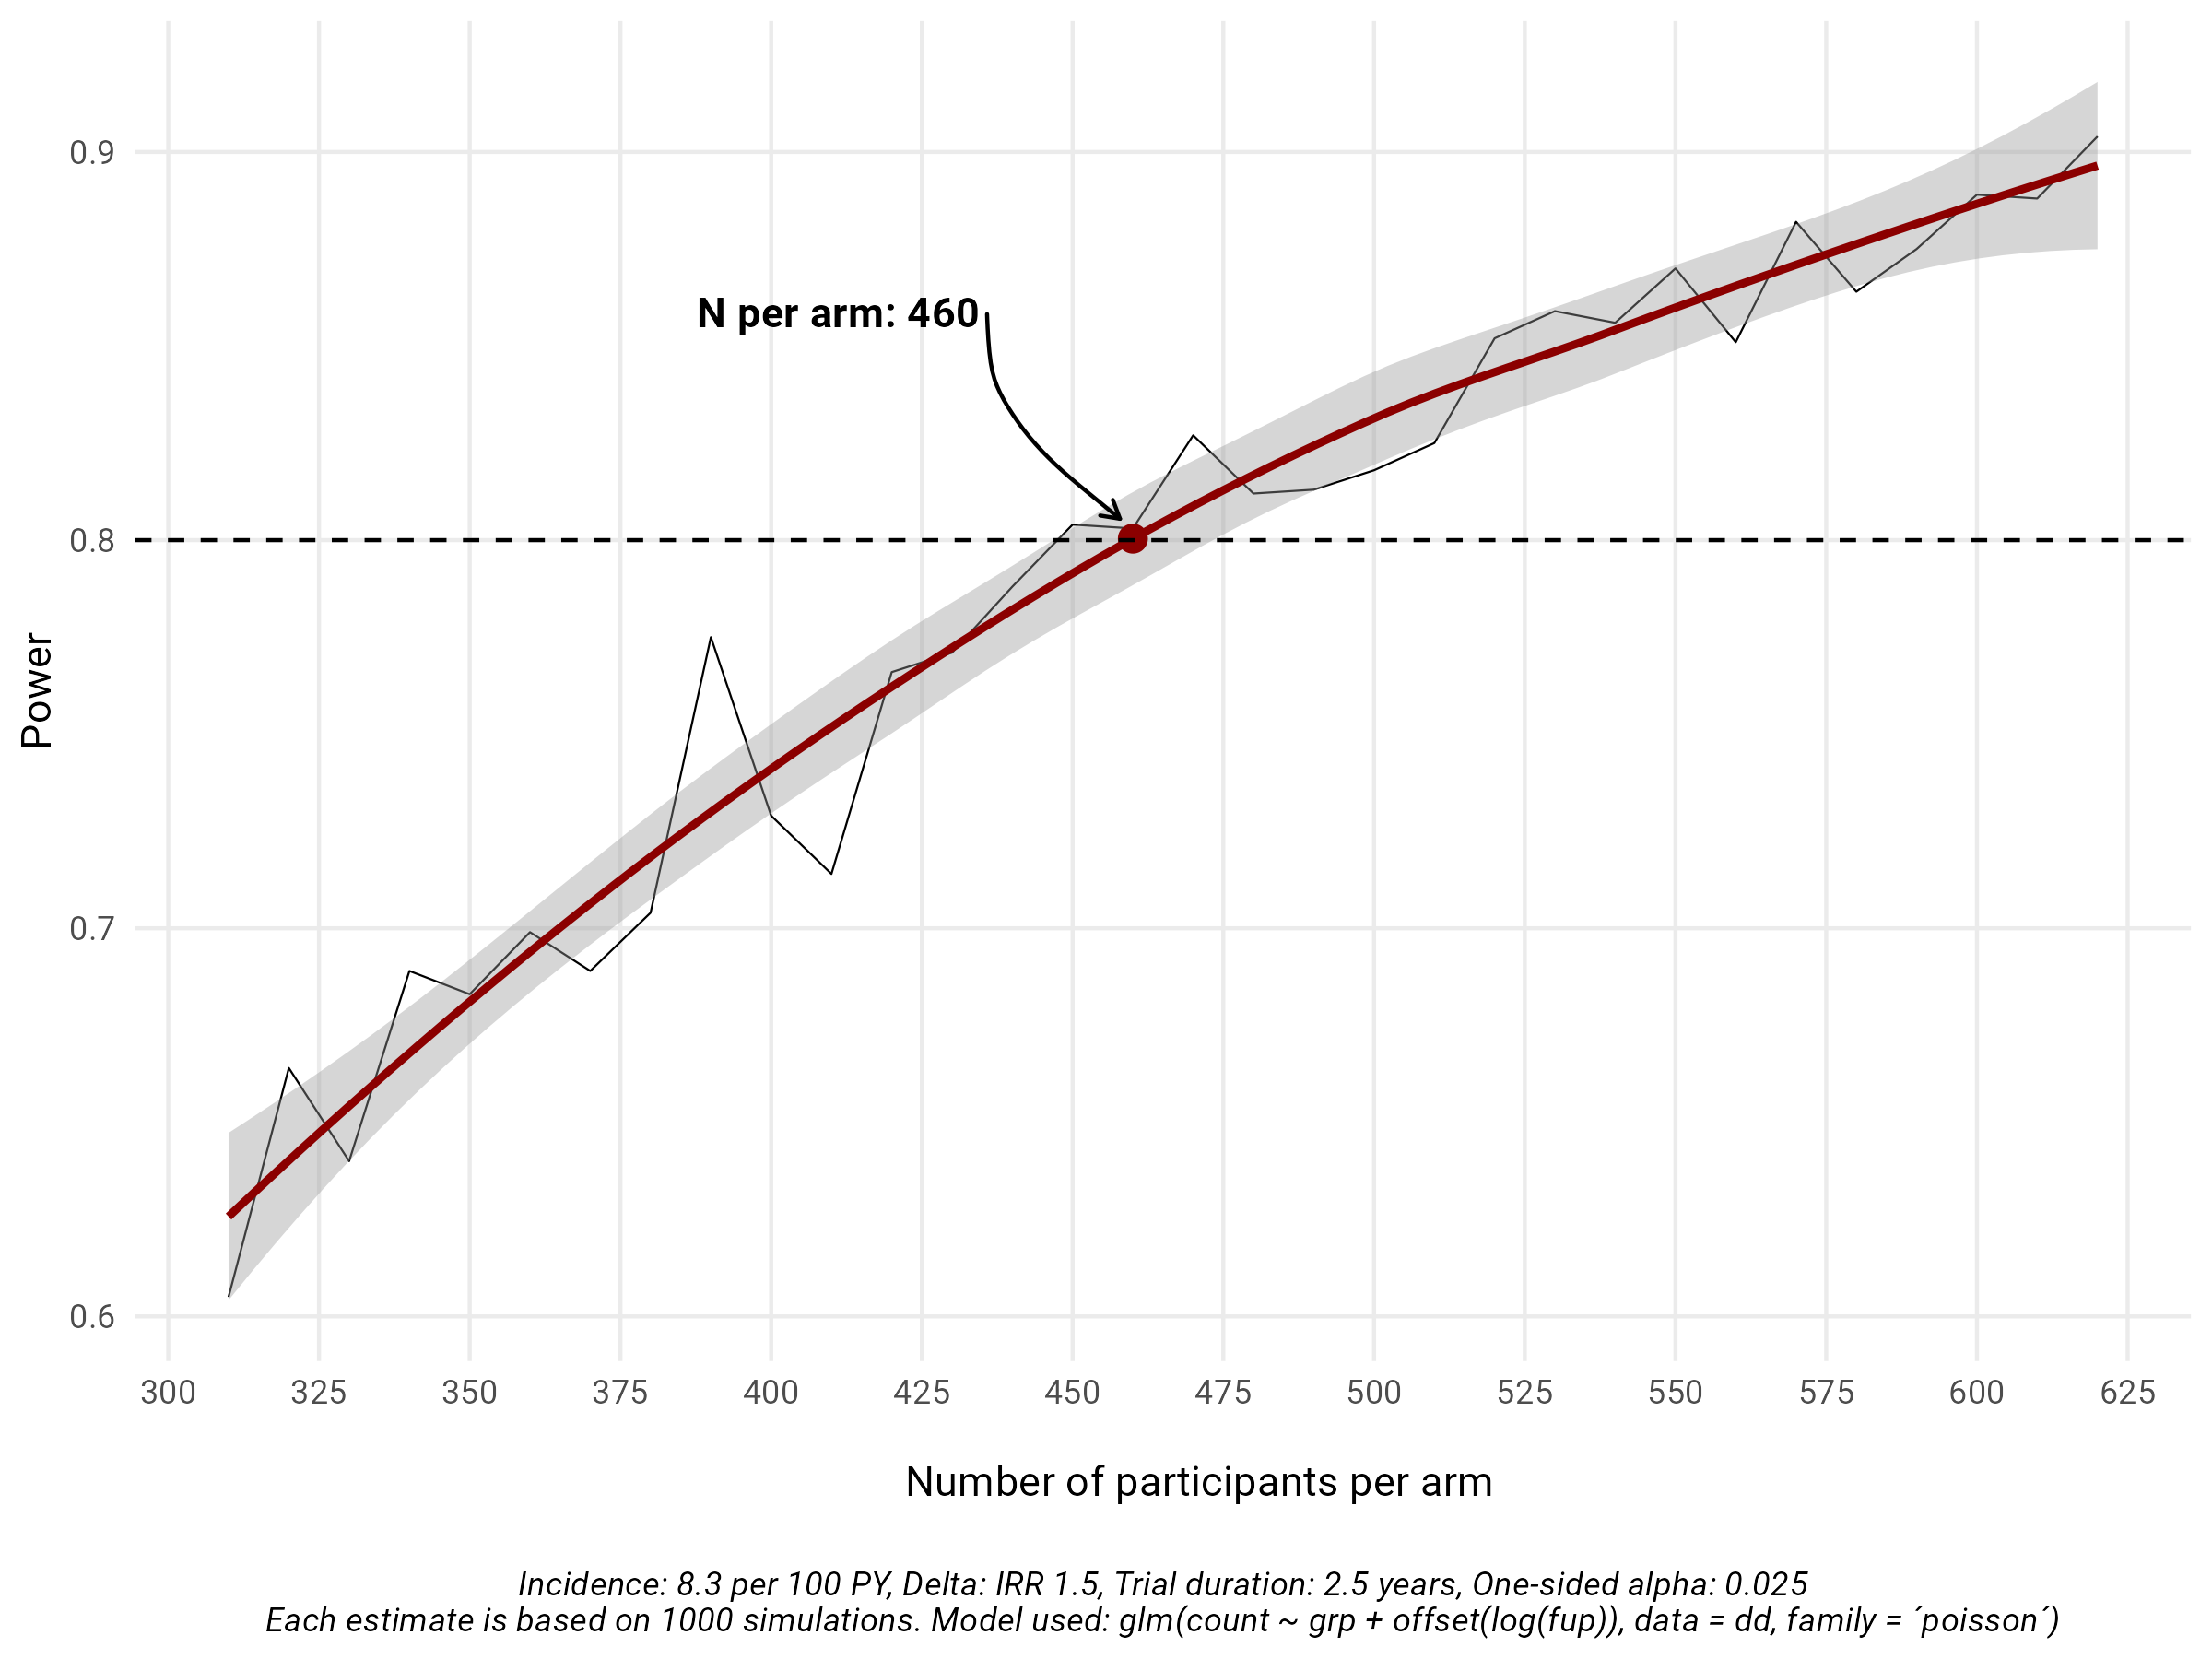 0.9
N per arm: 460
0.8
Power
0.7
0.6
300 325 350 375 400 425 450 475 500 525 550 575 600 625
Number of participants per arm
Incidence: 8.3 per 100 PY, Delta: IRR 1.5, Trial duration: 2.5 years, One-sided alpha: 0.025
Each estimate is based on 1000 simulations. Model used: glm(count ~ grp + offset(log(fup)), data = dd, family = ´poisson´)